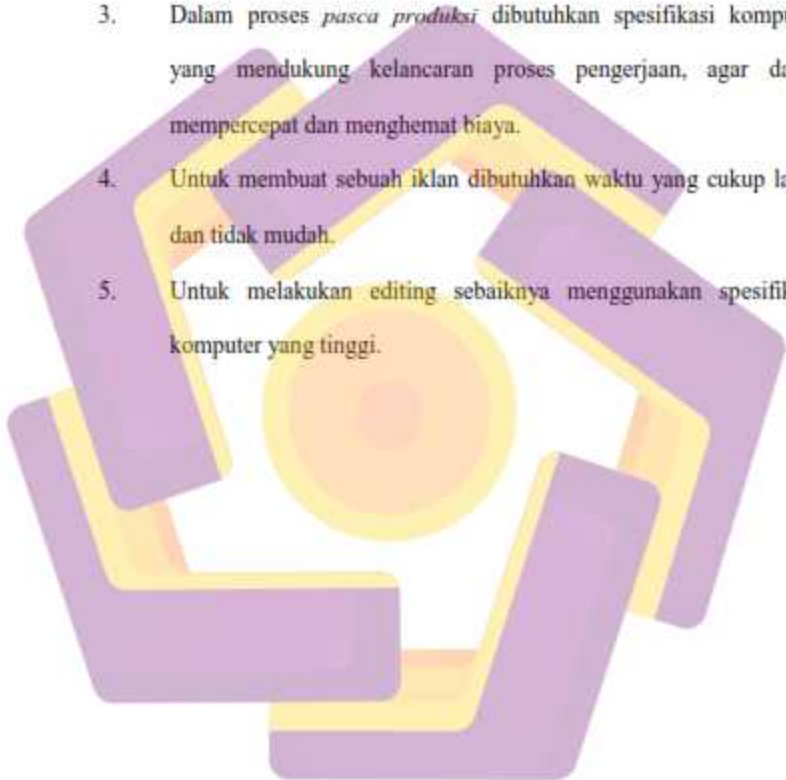 3. Dalam proses pasca produksi dibutuhkan spesifikasi kompu
yang mendukung kelancaran proses pengerjaan, agar da
mempercepat dan menghemat biaya.
4. Untuk membuat sebuah iklan dibutuhkan waktu yang cukup la
dan tidak mudah.
5. Untuk melakukan editing sebaiknya menggunakan spesifik
komputer yang tinggi.